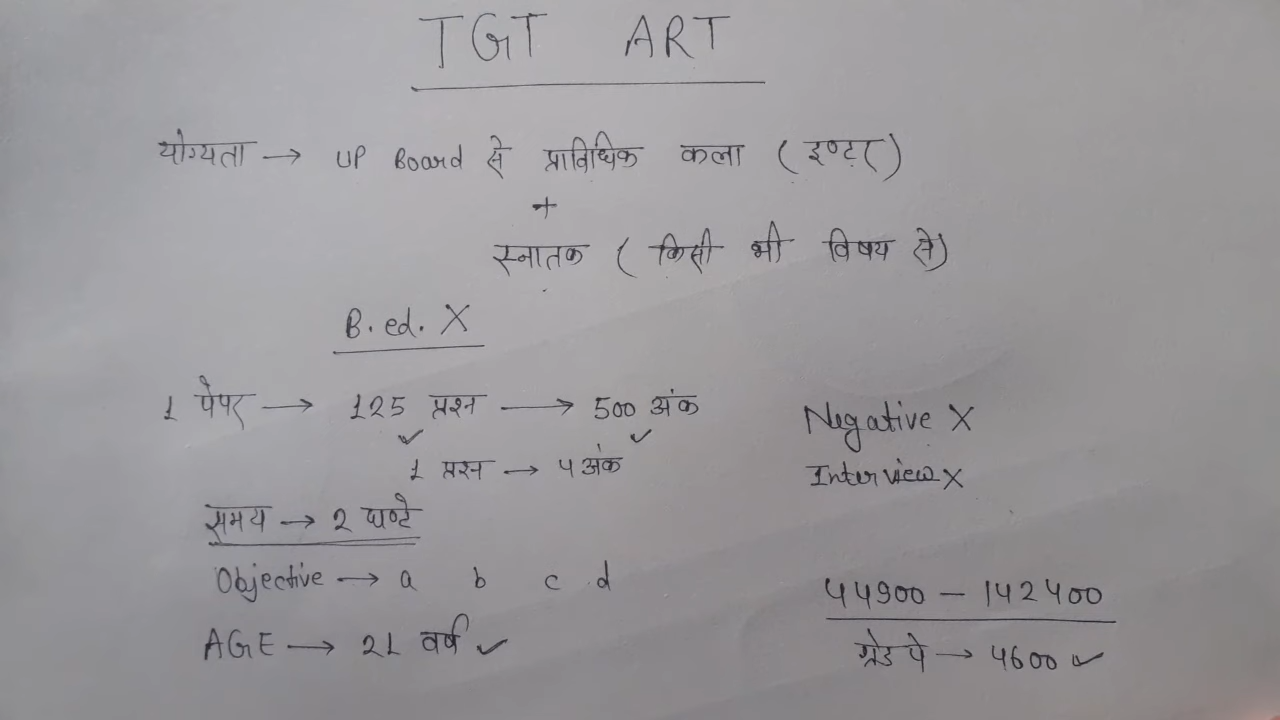 TGT ART
योग्यता → UP Board से प्राविधिक कला (इण्टर)
+
स्नातक ( किसी भी विषय से)
B.ed. X
1 पेपर → 125 प्रश्न → 500 अंक
Negative X
1 प्रश्न → 4 अंक
Interview X
समय → 2 घण्टे
Objective → a b c d
44900 - 142400
AGE → 21 वर्ष ✓
ग्रेड पे → 4600 ✓